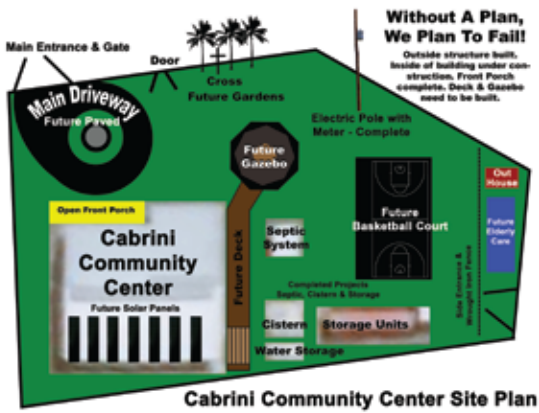 Without A Plan,
We Plan To Fail!
Outside structure built.
Inside of building under con-
struction. Front Porch
complete. Deck & Gazebo
need to be built.
Main Entrance & Gate
Door
Cross
Future Gardens
Main Driveway
Future Paved
Electric Pole with
Meter - Complete
Future
Gazebo
Out
House
Open Front Porch
Future
Basketball Court
Future
Elderly
Care
Cabrini
Community
Center
Septic
System
Future Deck
Side Entrance &
Wrought Iron Fence
Completed Projects
Septic, Cistern & Storage
Future Solar Panels
Cistern
Storage Units
Water Storage
Cabrini Community Center Site Plan